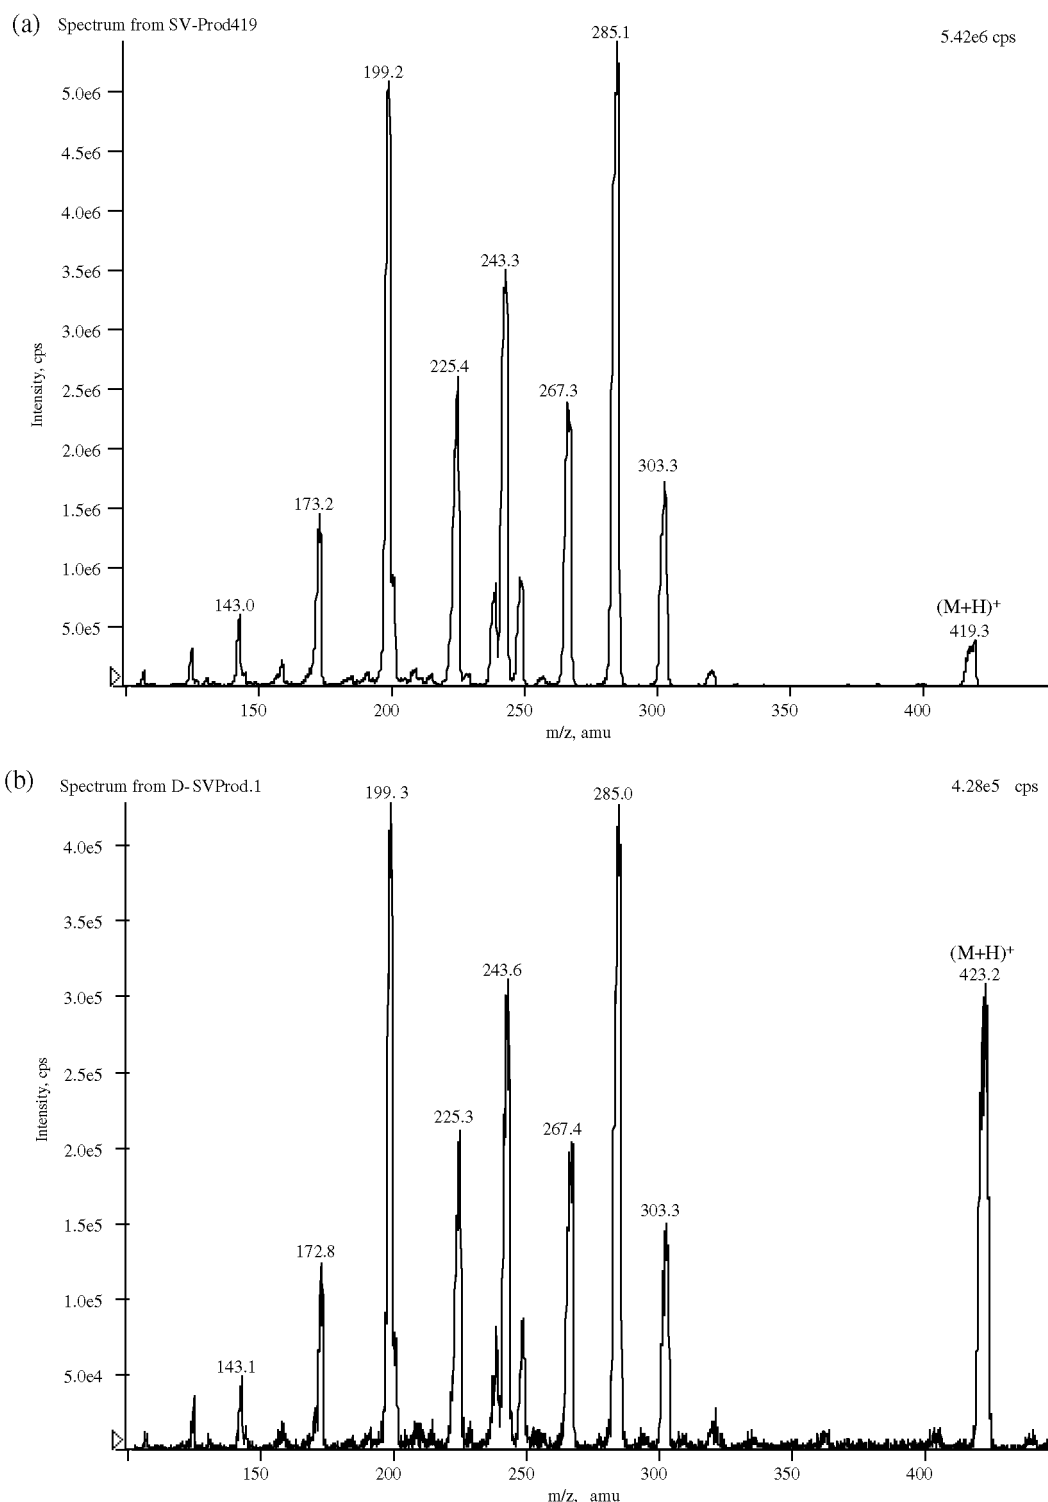 (a) Spectrum from SV-Prod419
5.42e6 cps
285.1
199.2
5.0e6
4.5e6
4.0e6
3.5e6
3.0e6
2.5e6
2.0e6
1.5e6
1.0e6
5.0e5
Intensity, cps
243.3
225.4
267.3
303.3
173.2
143.0
(M+H)+
419.3
150 200 250 300 350 400
m/z, amu
(b) Spectrum from D-SVProd.1
4.28e5 cps
199.3
285.0
4.0e5
3.5e5
3.0e5
2.5e5
2.0e5
1.5e5
1.0e5
5.0e4
Intensity, cps
(M+H)+
423.2
243.6
225.3
267.4
303.3
172.8
143.1
150 200 250 300 350 400
m/z, amu